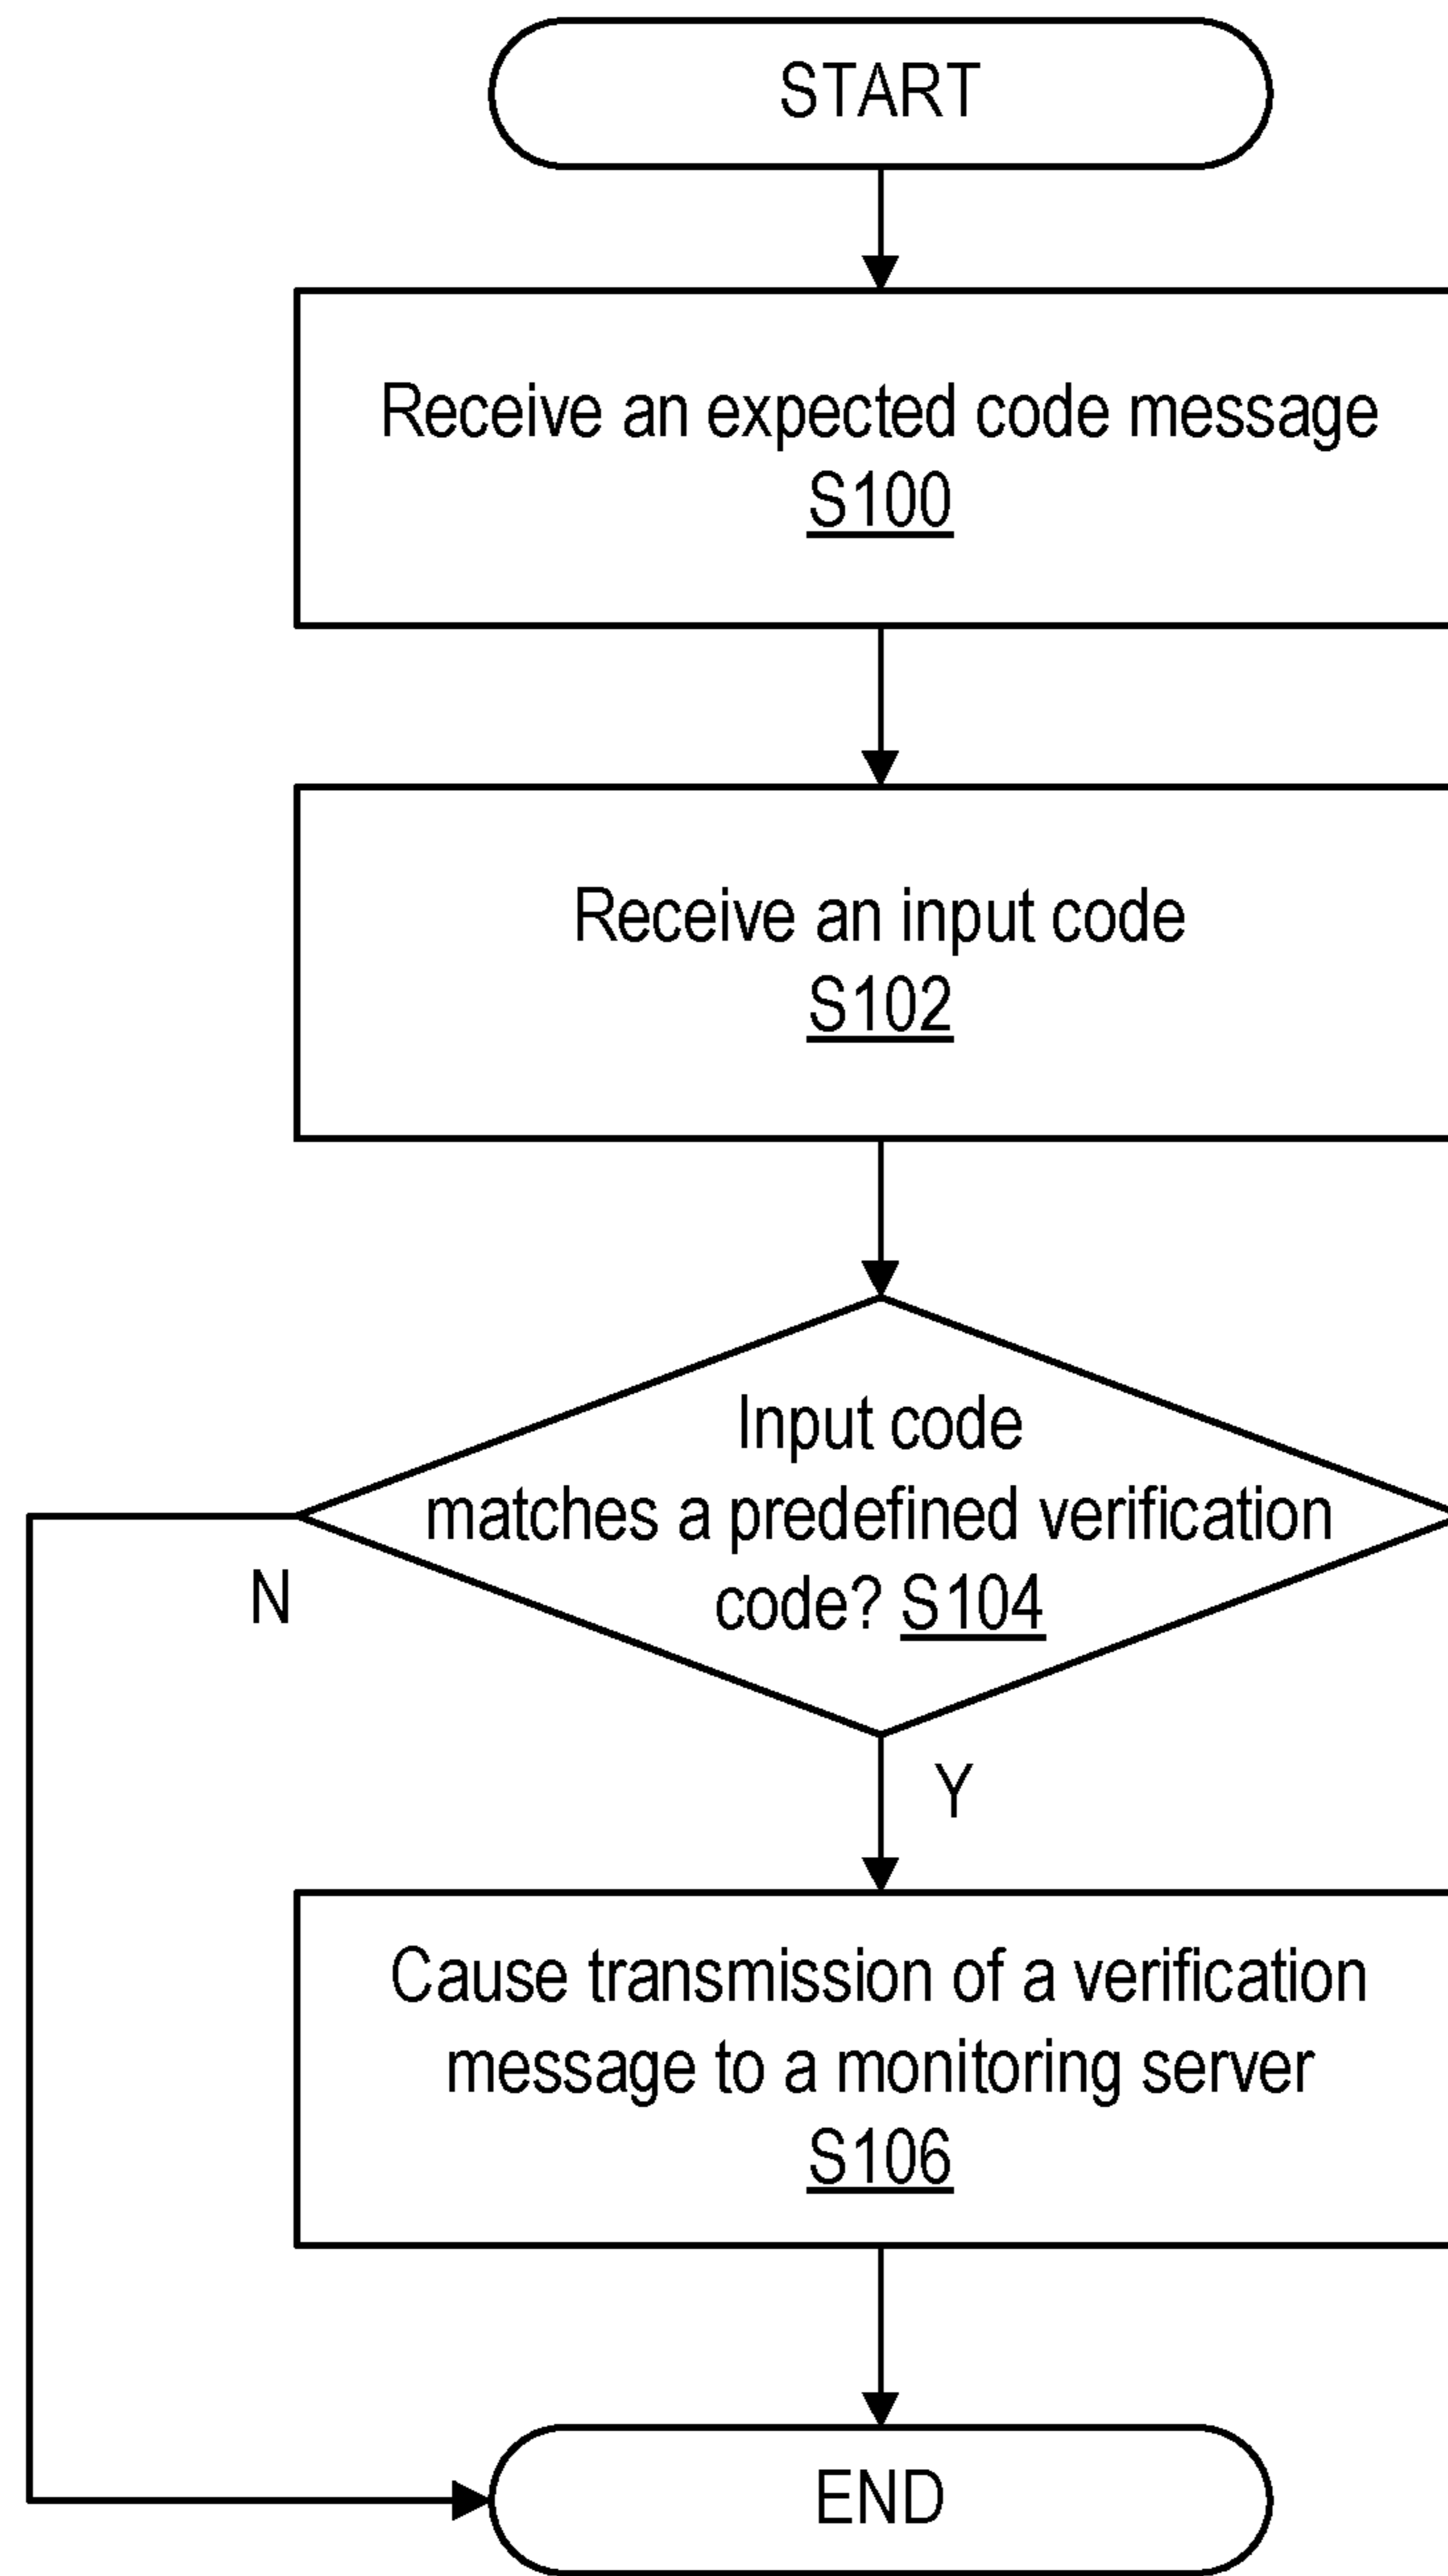 START
Receive an expected code message
S100
Receive an input code
S102
Input code
matches a predefined verification
code? S104
N
Y
Cause transmission of a verification
message to a monitoring server
S106
END